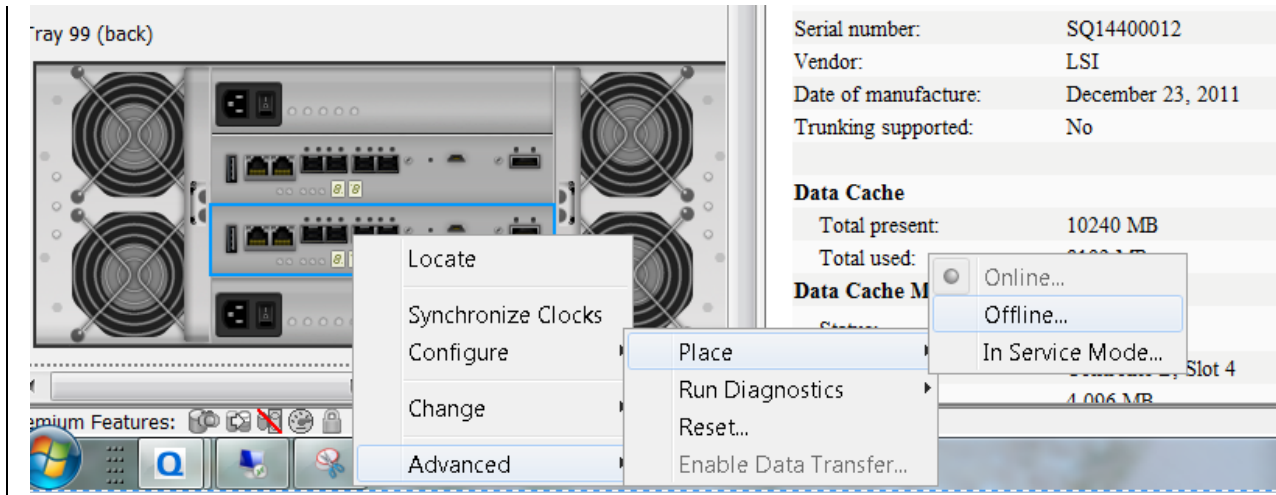 Tray 99 (back)
Serial number: SQ14400012
Vendor: LSI
Date of manufacture: December 23, 2011
Trunking supported: No
Data Cache
Total present: 10240 MB
Total used:
Data Cache M
Slot 4
4,096 MB
Locate
Synchronize Clocks
Configure
Change
Advanced
Place
Run Diagnostics
Reset...
Enable Data Transfer...
Online...
Offline...
In Service Mode...
emium Features:
Q